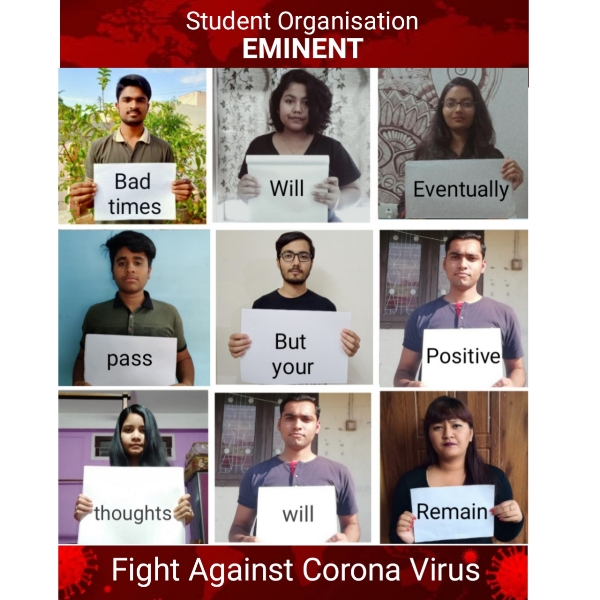 Student Organisation
EMINENT
Bad
times
Will
Eventually
pass
But
your
Positive
thoughts
will
Remain
Fight Against Corona Virus